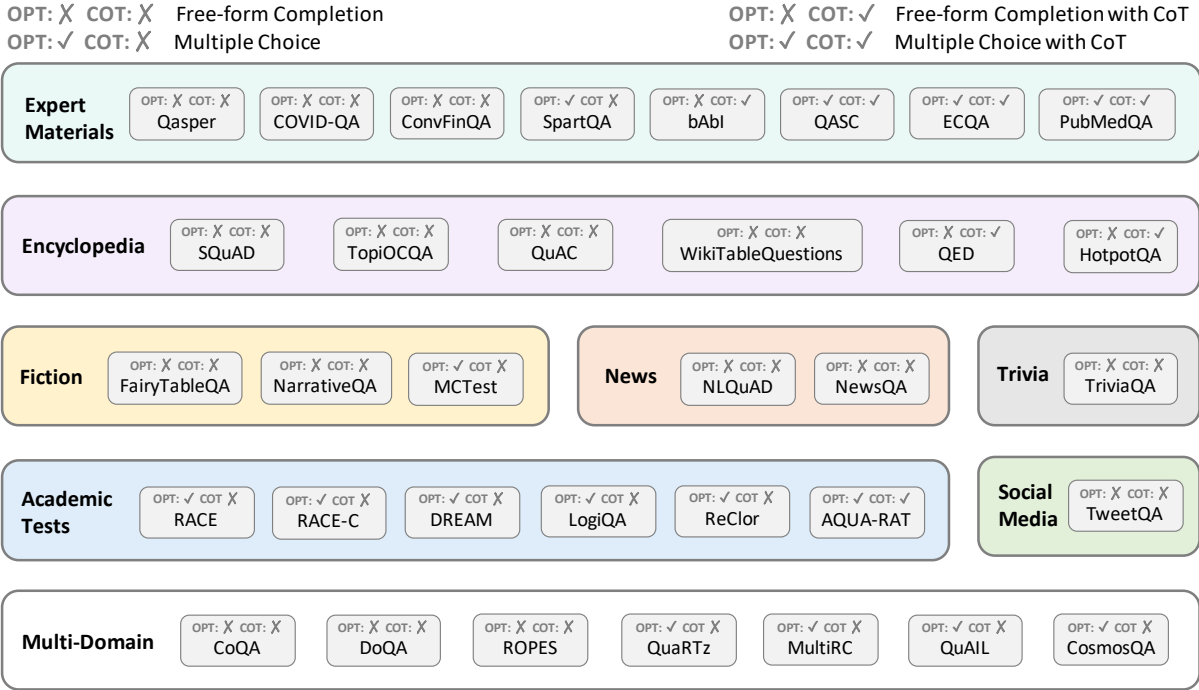 OPT: ✗ COT: ✗ Free-form Completion
OPT: ✗ COT: ✓ Free-form Completion with CoT
OPT: ✓ COT: ✗ Multiple Choice
OPT: ✓ COT: ✓ Multiple Choice with CoT
Expert Materials
OPT: ✗ COT: ✗
Qasper
OPT: ✗ COT: ✗
COVID-QA
OPT: ✗ COT: ✗
ConvFinQA
OPT: ✓ COT ✗
SpartQA
OPT: ✗ COT: ✓
bAbI
OPT: ✓ COT: ✓
QASC
OPT: ✓ COT: ✓
ECQA
OPT: ✓ COT: ✓
PubMedQA
Encyclopedia
OPT: ✗ COT: ✗
SQuAD
OPT: ✗ COT: ✗
TopiOCQA
OPT: ✗ COT: ✗
QuAC
OPT: ✗ COT: ✗
WikiTableQuestions
OPT: ✗ COT: ✓
QED
OPT: ✗ COT: ✓
HotpotQA
Fiction
OPT: ✗ COT: ✗
FairyTableQA
OPT: ✗ COT: ✗
NarrativeQA
OPT: ✓ COT ✗
MCTest
News
OPT: ✗ COT: ✗
NLQuAD
OPT: ✗ COT: ✗
NewsQA
Trivia
OPT: ✗ COT: ✗
TriviaQA
Academic
Tests
OPT: ✓ COT ✗
RACE
OPT: ✓ COT ✗
RACE-C
OPT: ✓ COT ✗
DREAM
OPT: ✓ COT ✗
LogiQA
OPT: ✓ COT ✗
ReClor
OPT: ✓ COT: ✓
AQUA-RAT
Social
Media
OPT: ✗ COT: ✗
TweetQA
Multi-Domain
OPT: ✗ COT: ✗
CoQA
OPT: ✗ COT: ✗
DoQA
OPT: ✗ COT: ✗
ROPES
OPT: ✓ COT ✗
QuaRTz
OPT: ✓ COT ✗
MultiRC
OPT: ✓ COT ✗
QuAIL
OPT: ✓ COT ✗
CosmosQA